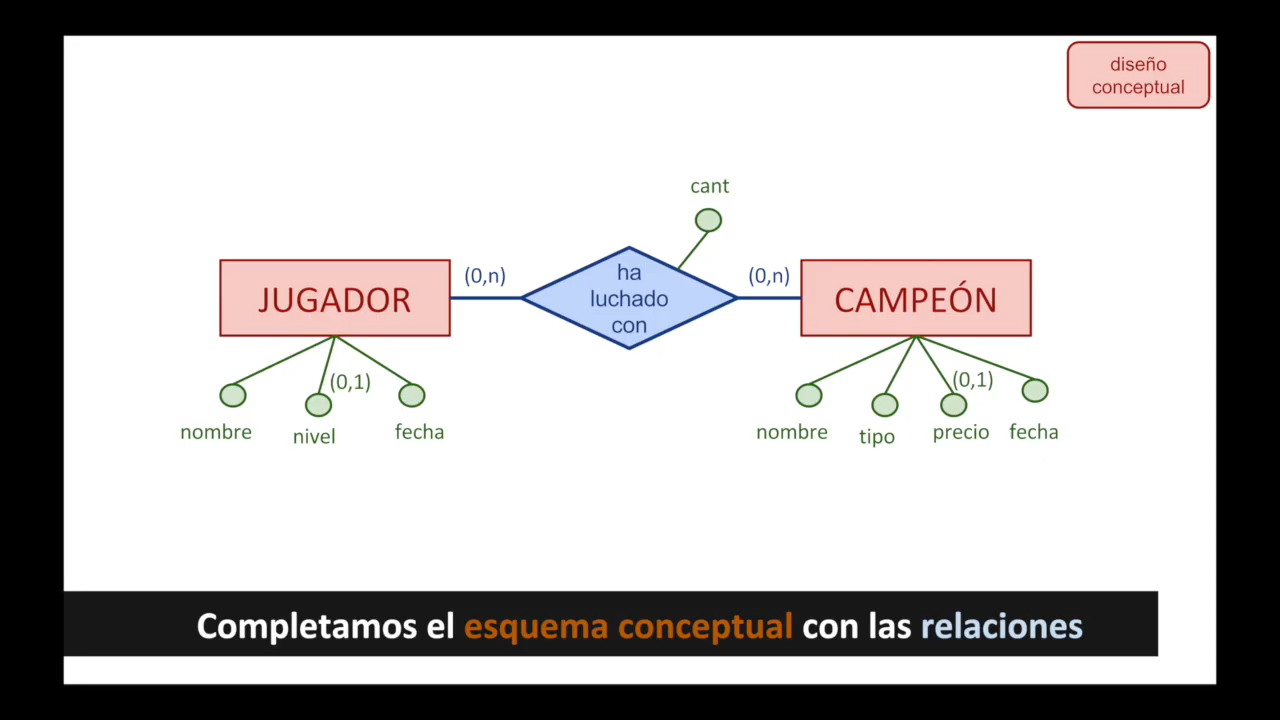 diseño
conceptual
cant
JUGADOR
(0,n)
ha
luchado
con
(0,n)
CAMPEÓN
(0,1)
(0,1)
nombre
nivel
fecha
nombre
tipo
precio
fecha
Completamos el esquema conceptual con las relaciones